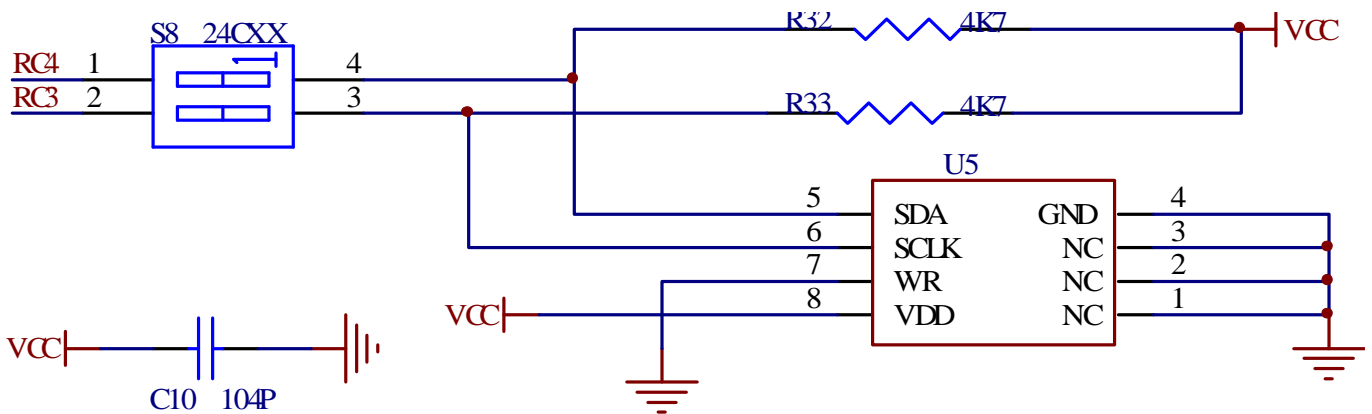 R32 4K7 VCC
S8 24CXX
1
RC4 1 4
RC3 2 3
R33 4K7
U5
5 SDA GND 4
6 SCLK NC 3
7 WR NC 2
VCC 8 VDD NC 1
VCC
C10 104P